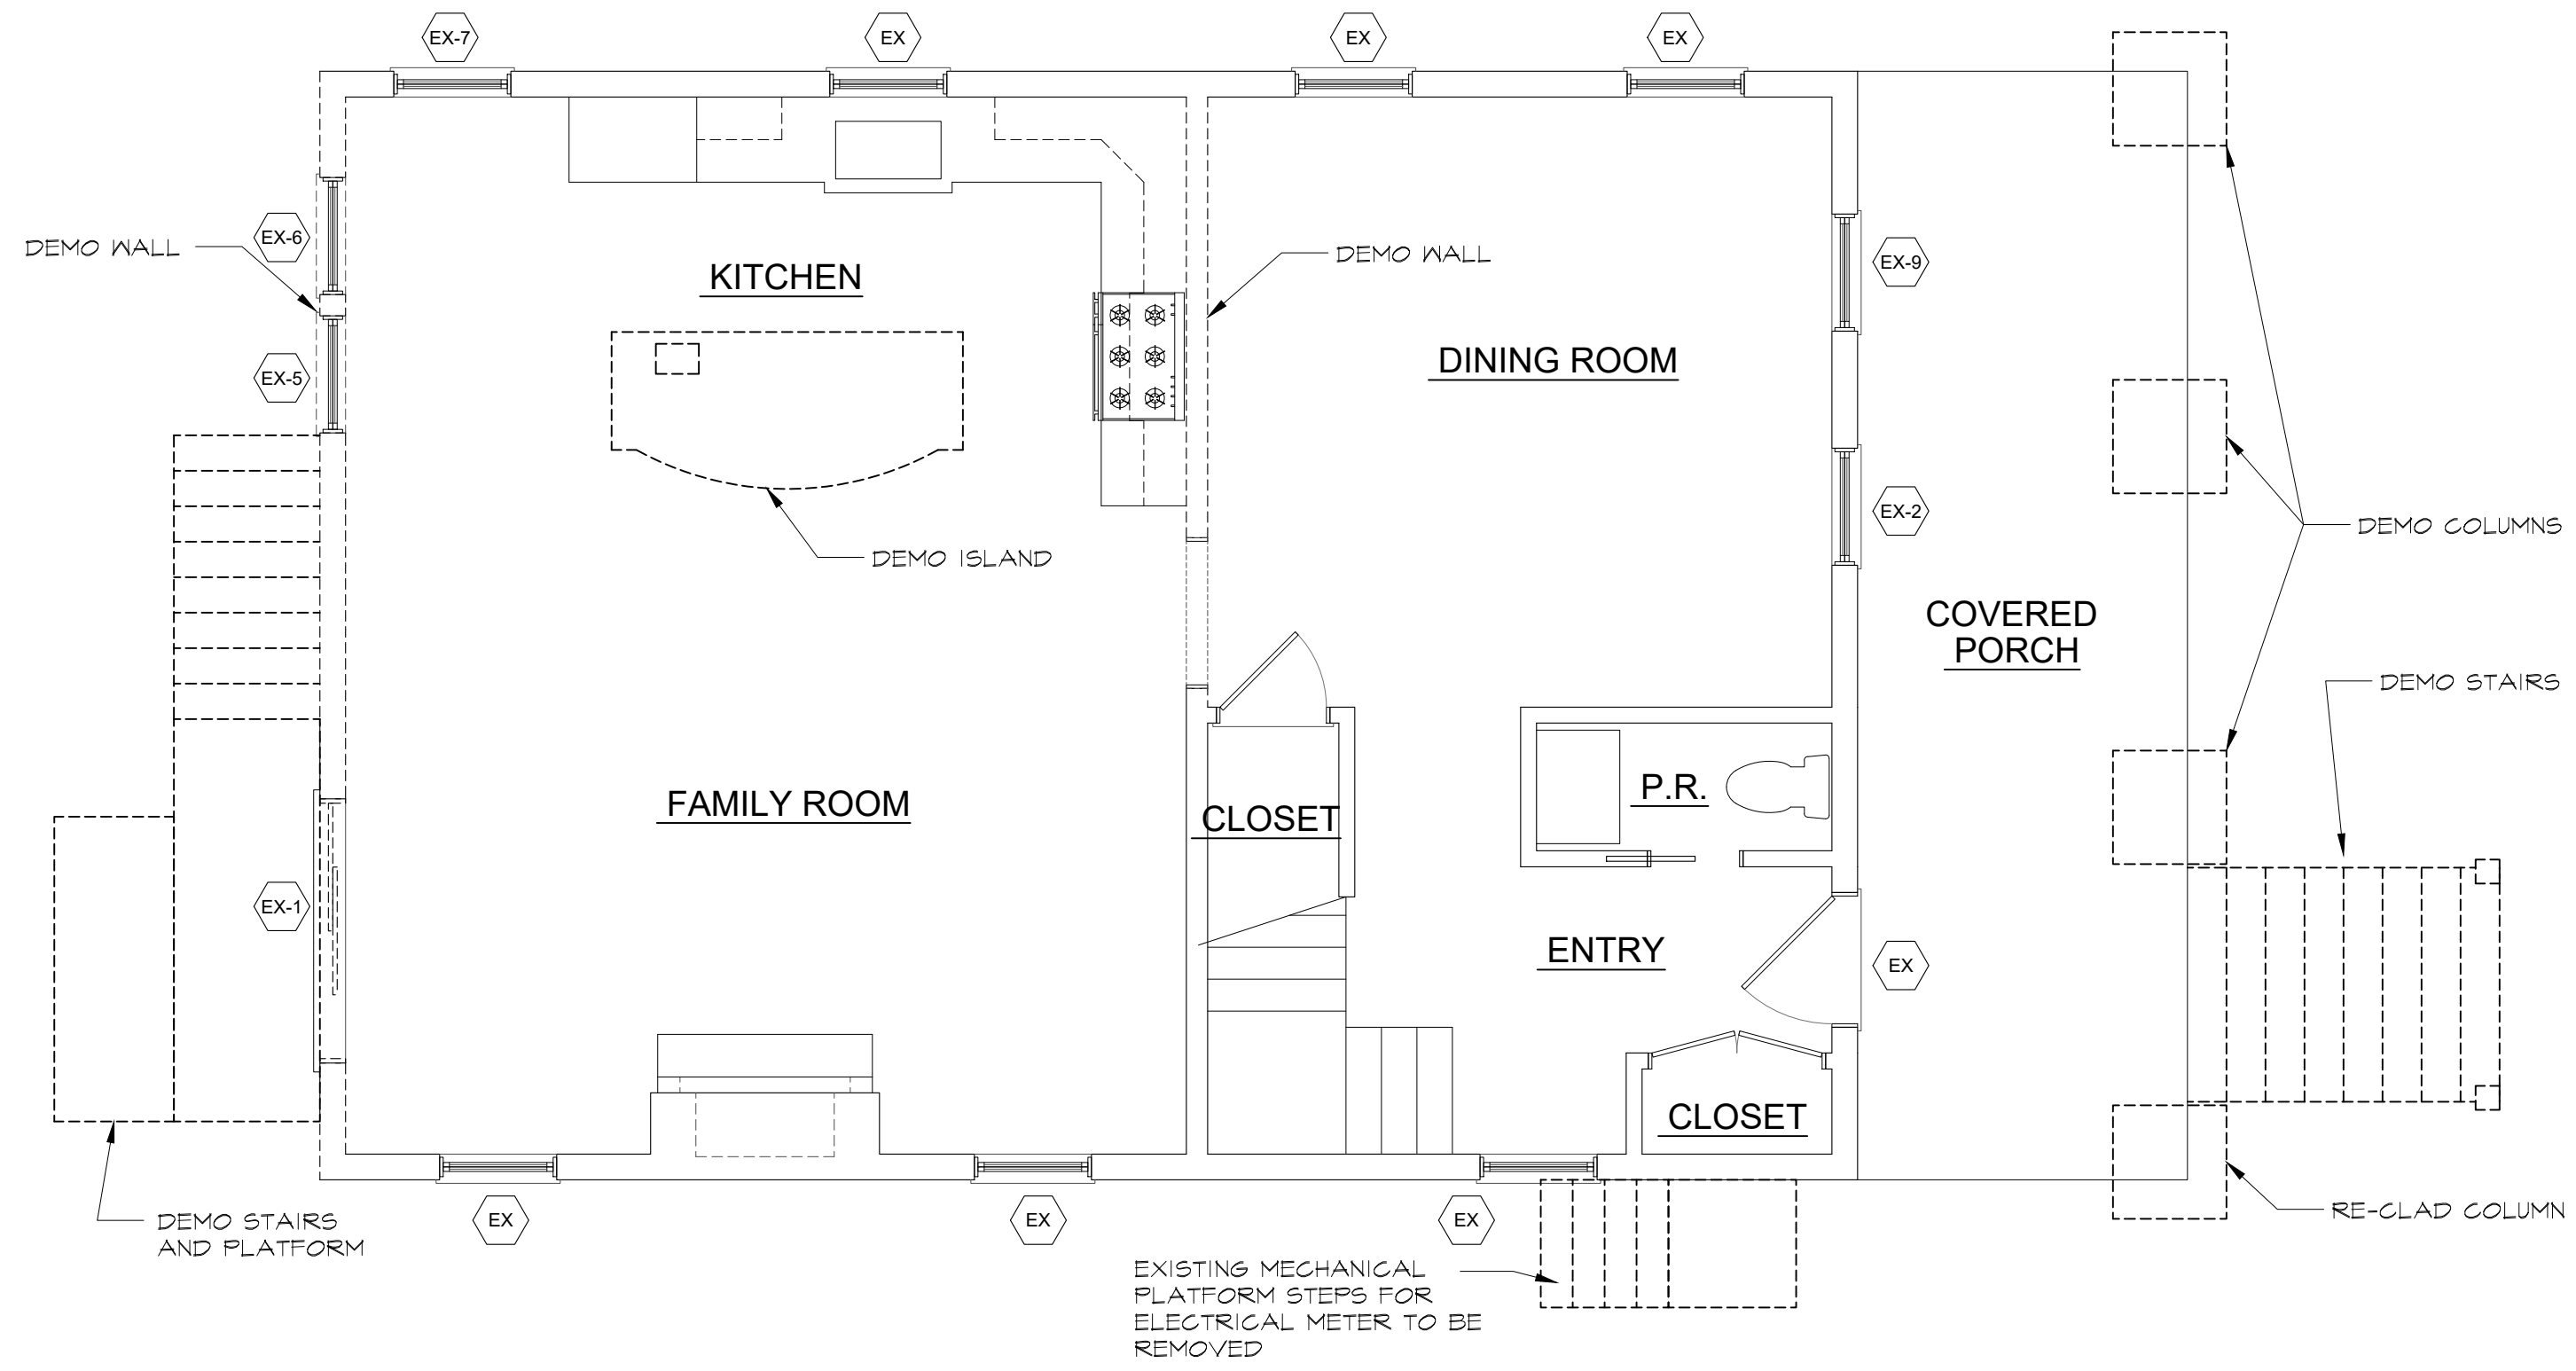 EX-7
EX
EX
EX
EX-6
DEMO WALL
KITCHEN
DEMO WALL
EX-9
EX-5
DINING ROOM
EX-2
DEMO COLUMNS
DEMO ISLAND
COVERED
PORCH
DEMO STAIRS
FAMILY ROOM
CLOSET
P.R.
EX-1
ENTRY
EX
CLOSET
DEMO STAIRS
AND PLATFORM
EX
EX
EX
RE-CLAD COLUMN
EXISTING MECHANICAL
PLATFORM STEPS FOR
ELECTRICAL METER TO BE
REMOVED